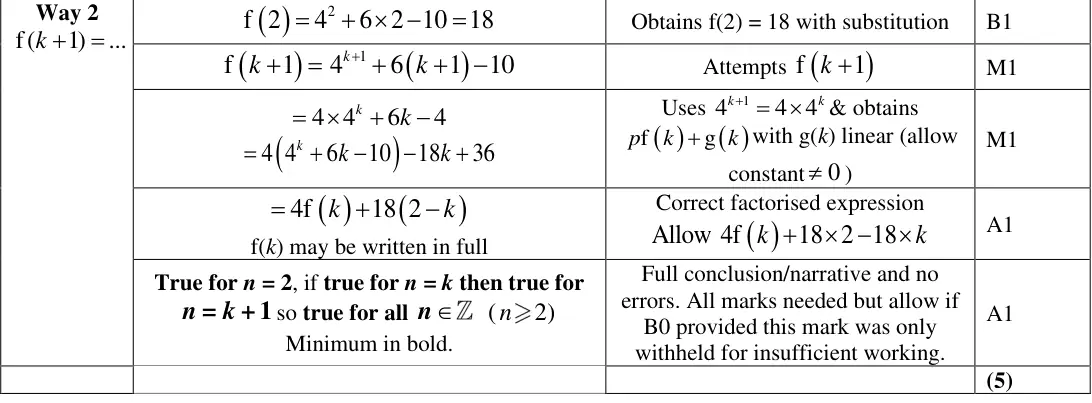 Way 2
f(k+1) = ...
f(2) = 4² + 6×2 −10 = 18
Obtains f(2) = 18 with substitution
B1
f(k+1) = 4ᵏ⁺¹ + 6(k+1) −10
Attempts f(k+1)
M1
= 4×4ᵏ + 6k − 4
= 4(4ᵏ + 6k −10) −18k + 36
Uses 4ᵏ⁺¹ = 4×4ᵏ & obtains
pf(k) + g(k) with g(k) linear (allow
constant ≠ 0 )
M1
= 4f(k) +18(2 − k)
f(k) may be written in full
Correct factorised expression
Allow 4f(k) +18×2 −18×k
A1
True for n = 2, if true for n = k then true for
n = k + 1 so true for all n ∈ ℤ (n ⩾ 2)
Minimum in bold.
Full conclusion/narrative and no
errors. All marks needed but allow if
B0 provided this mark was only
withheld for insufficient working.
A1
(5)